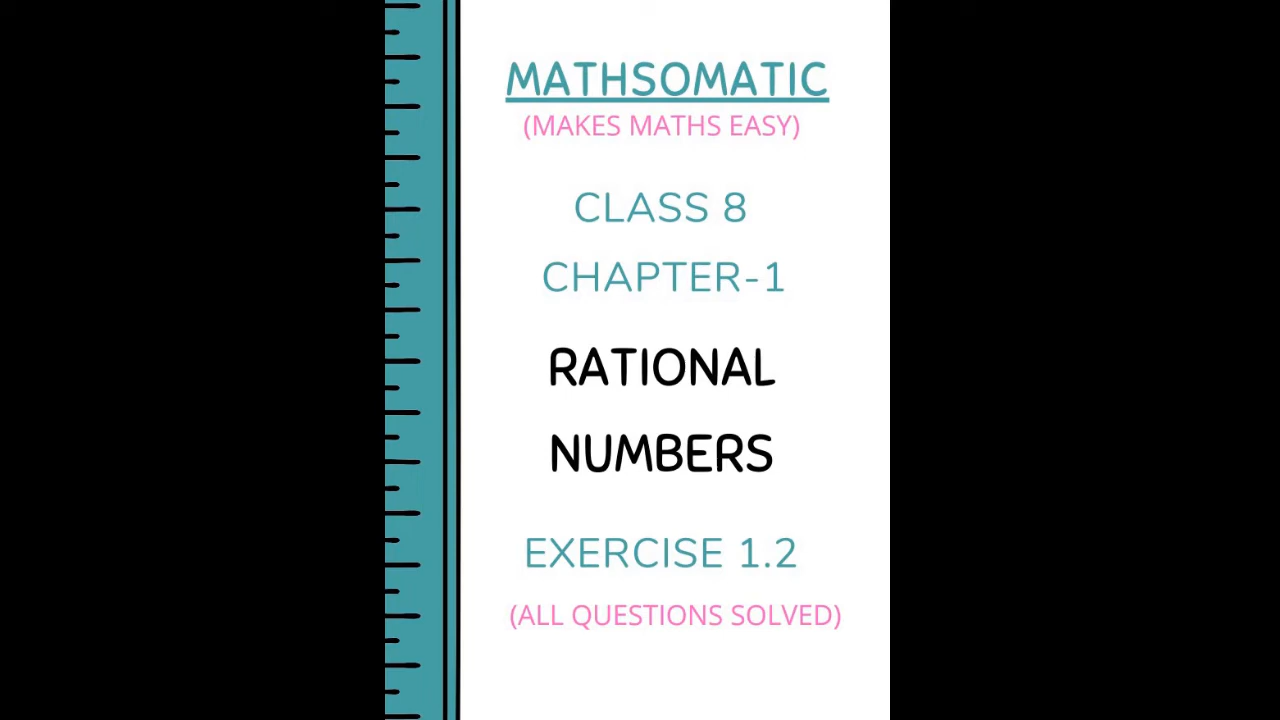 MATHSOMATIC
(MAKES MATHS EASY)
CLASS 8
CHAPTER-1
RATIONAL
NUMBERS
EXERCISE 1.2
(ALL QUESTIONS SOLVED)